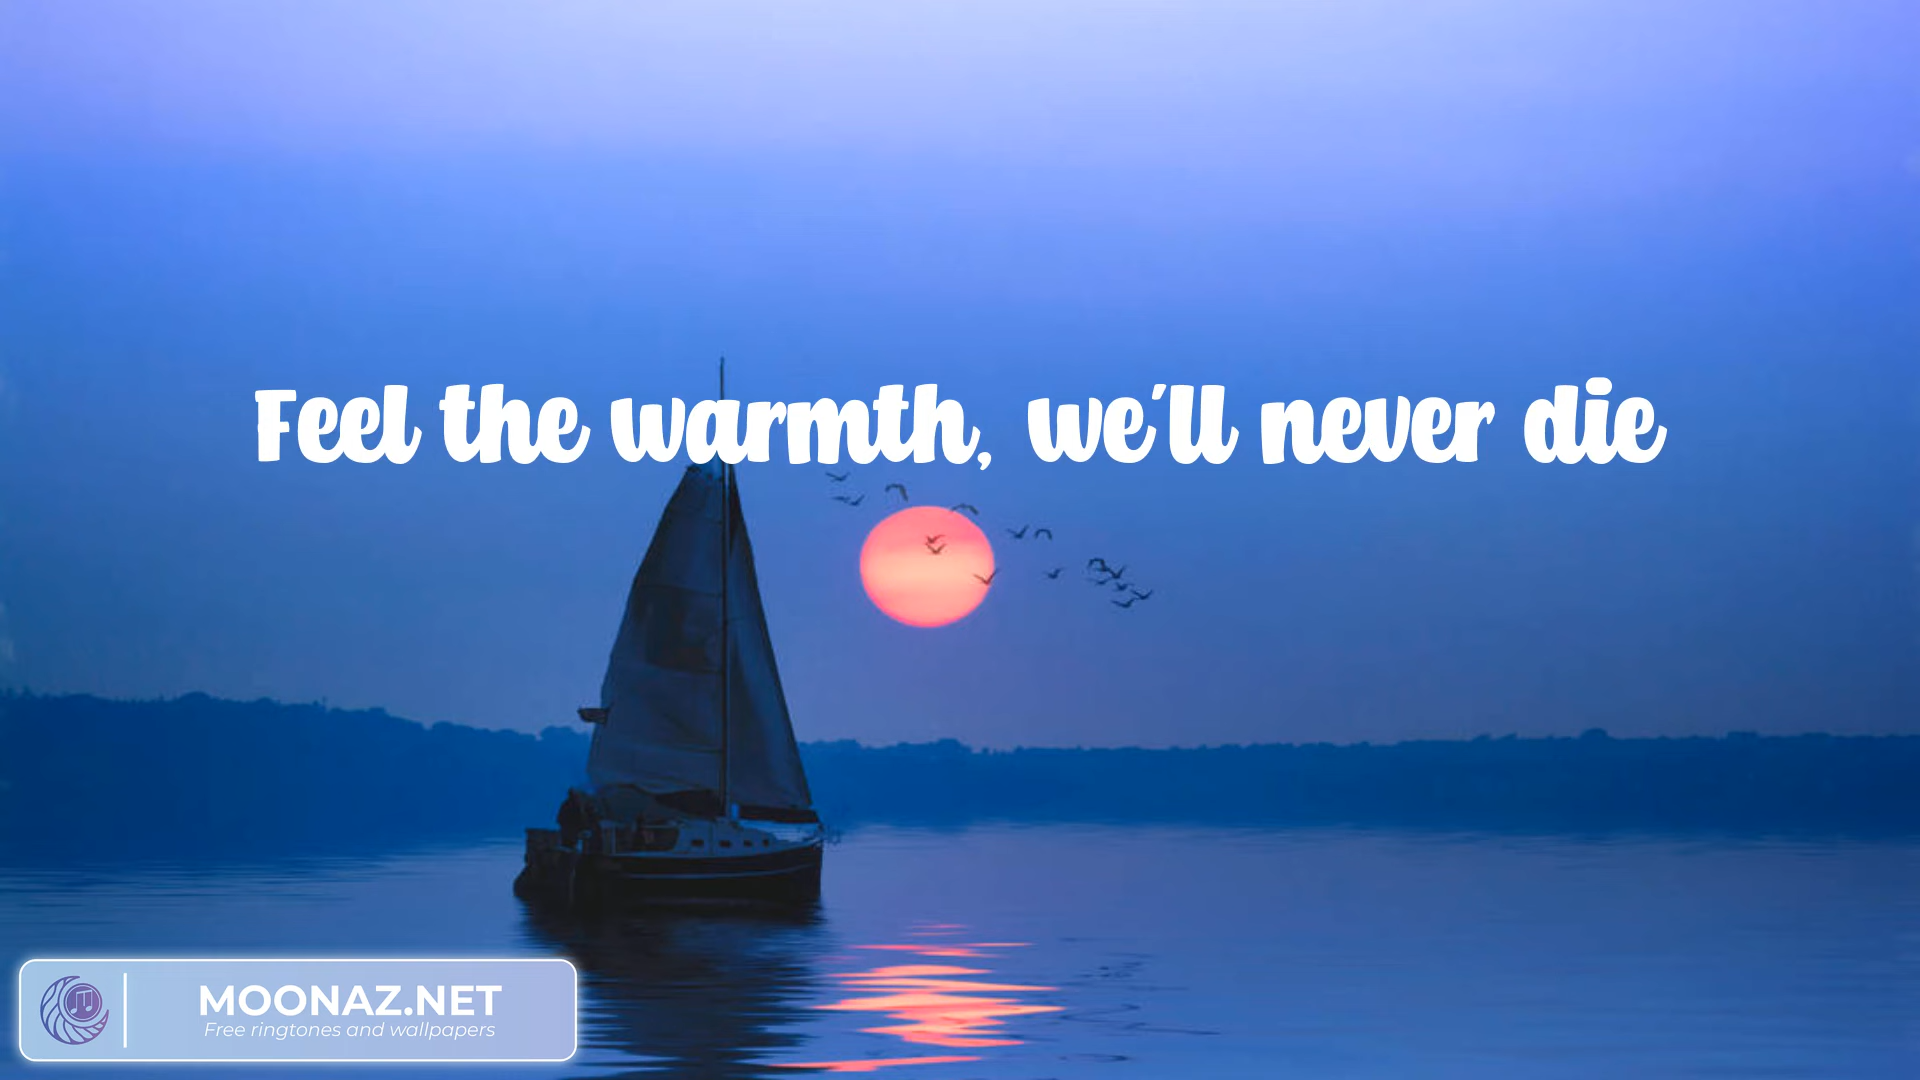 Feel the warmth, we'll never die
MOONAZ.NET
Free ringtones and wallpapers